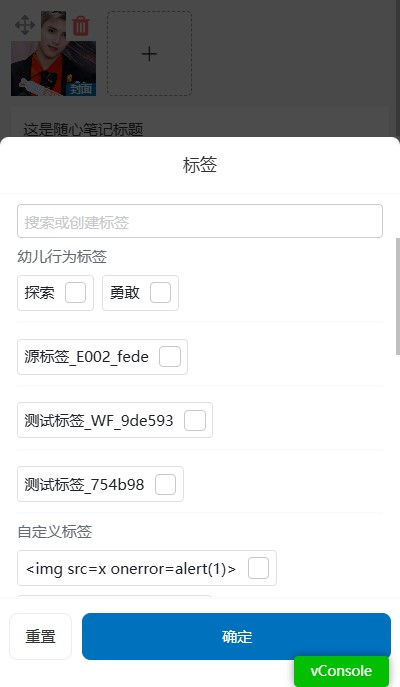 封面
这是随心笔记标题
标签
搜索或创建标签
幼儿行为标签
探索 勇敢
源标签_E002_fede
测试标签_WF_9de593
测试标签_754b98
自定义标签
<img src=x onerror=alert(1)>
重置 确定
vConsole